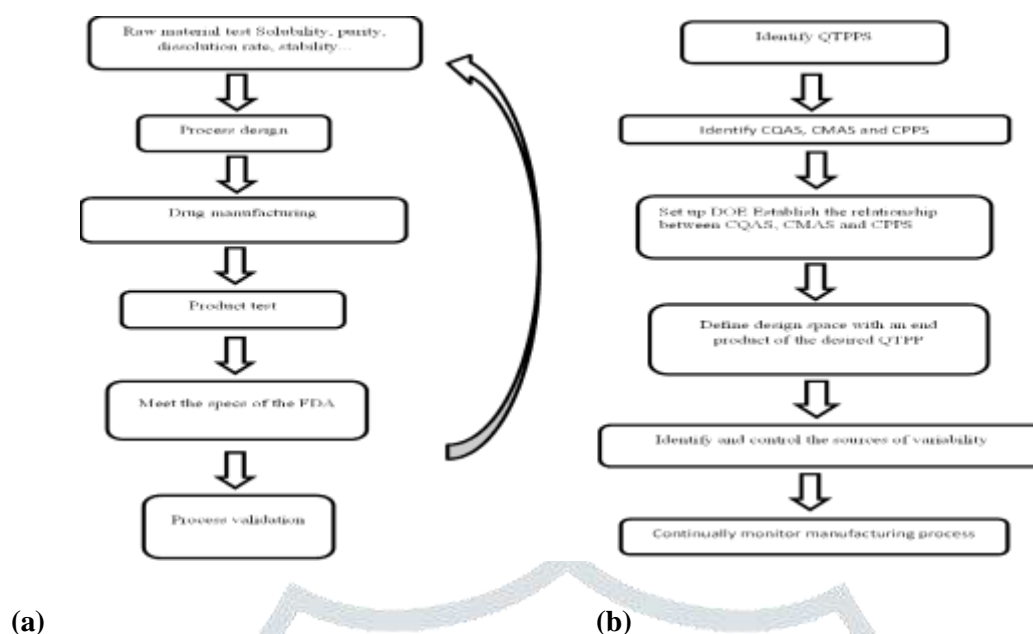 Raw material test Solubility, purity,
dissolution rate, stability...
Process design
Drug manufacturing
Product test
Meet the specs of the FDA
Process validation
(a)
Identify QTPPS
Identify CQAS, CMAS and CPPS
Set up DOE Establish the relationship
between CQAS, CMAS and CPPS
Define design space with an end
product of the desired QTPP
Identify and control the sources of variability
Continually monitor manufacturing process
(b)